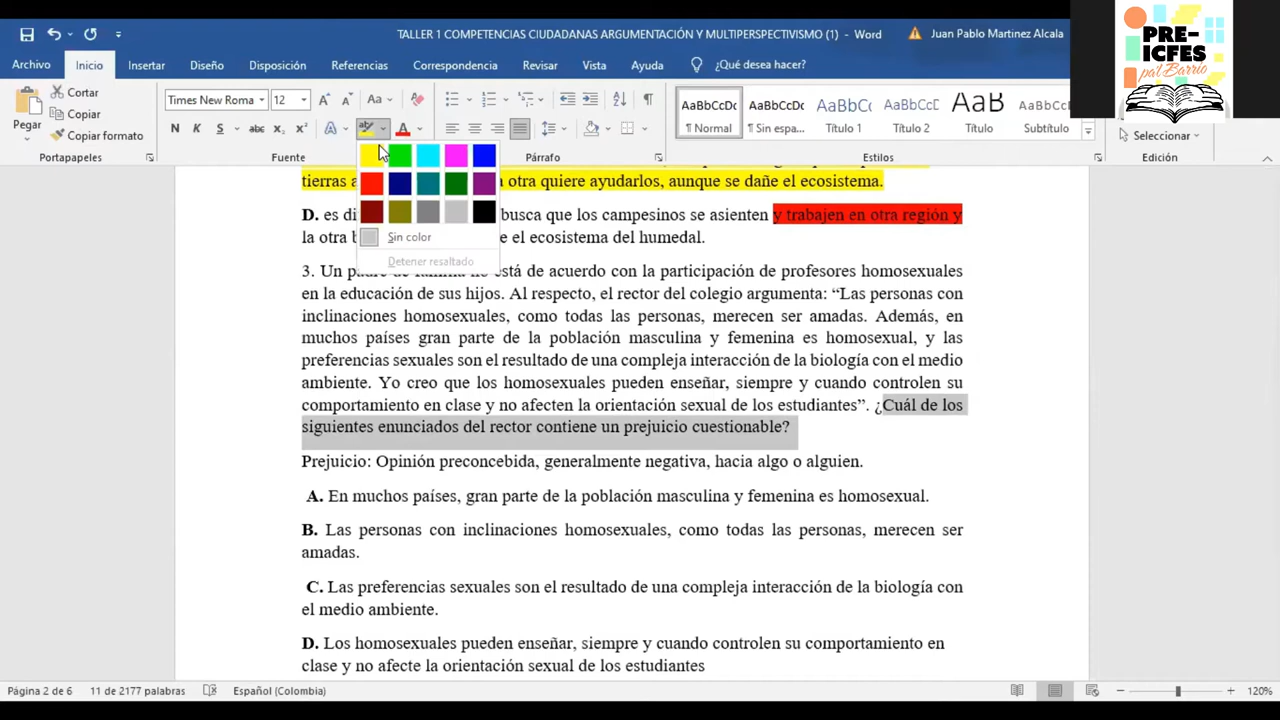 TALLER 1 COMPETENCIAS CIUDADANAS ARGUMENTACIÓN Y MULTIPERSPECTIVISMO (1) - Word
Juan Pablo Martinez Alcala
PRE-
ICFES
pal Barrio
Archivo Inicio Insertar Diseño Disposición Referencias Correspondencia Revisar Vista Ayuda ¿Qué desea hacer?
Pegar
Cortar
Copiar
Copiar formato
Portapapeles
Times New Roma 12
Aa
N K S abc x₂ x²
Fuente
Párrafo
AaBbCcDc AaBbCcDc AaBbCcD AaBbCcD AaB AaBbCcD
¶ Normal ¶ Sin espa... Título 1 Título 2 Título Subtítulo
Estilos
Seleccionar
Edición
Sin color
Detener resaltado
tierras a otra quiere ayudarlos, aunque se dañe el ecosistema.
D. es di busca que los campesinos se asienten y trabajen en otra región y
la otra b e el ecosistema del humedal.
3. Un padre de familia no está de acuerdo con la participación de profesores homosexuales
en la educación de sus hijos. Al respecto, el rector del colegio argumenta: “Las personas con
inclinaciones homosexuales, como todas las personas, merecen ser amadas. Además, en
muchos países gran parte de la población masculina y femenina es homosexual, y las
preferencias sexuales son el resultado de una compleja interacción de la biología con el medio
ambiente. Yo creo que los homosexuales pueden enseñar, siempre y cuando controlen su
comportamiento en clase y no afecten la orientación sexual de los estudiantes”. ¿Cuál de los
siguientes enunciados del rector contiene un prejuicio cuestionable?
Prejuicio: Opinión preconcebida, generalmente negativa, hacia algo o alguien.
A. En muchos países, gran parte de la población masculina y femenina es homosexual.
B. Las personas con inclinaciones homosexuales, como todas las personas, merecen ser
amadas.
C. Las preferencias sexuales son el resultado de una compleja interacción de la biología con
el medio ambiente.
D. Los homosexuales pueden enseñar, siempre y cuando controlen su comportamiento en
clase y no afecte la orientación sexual de los estudiantes
Página 2 de 6 11 de 2177 palabras Español (Colombia) 120%